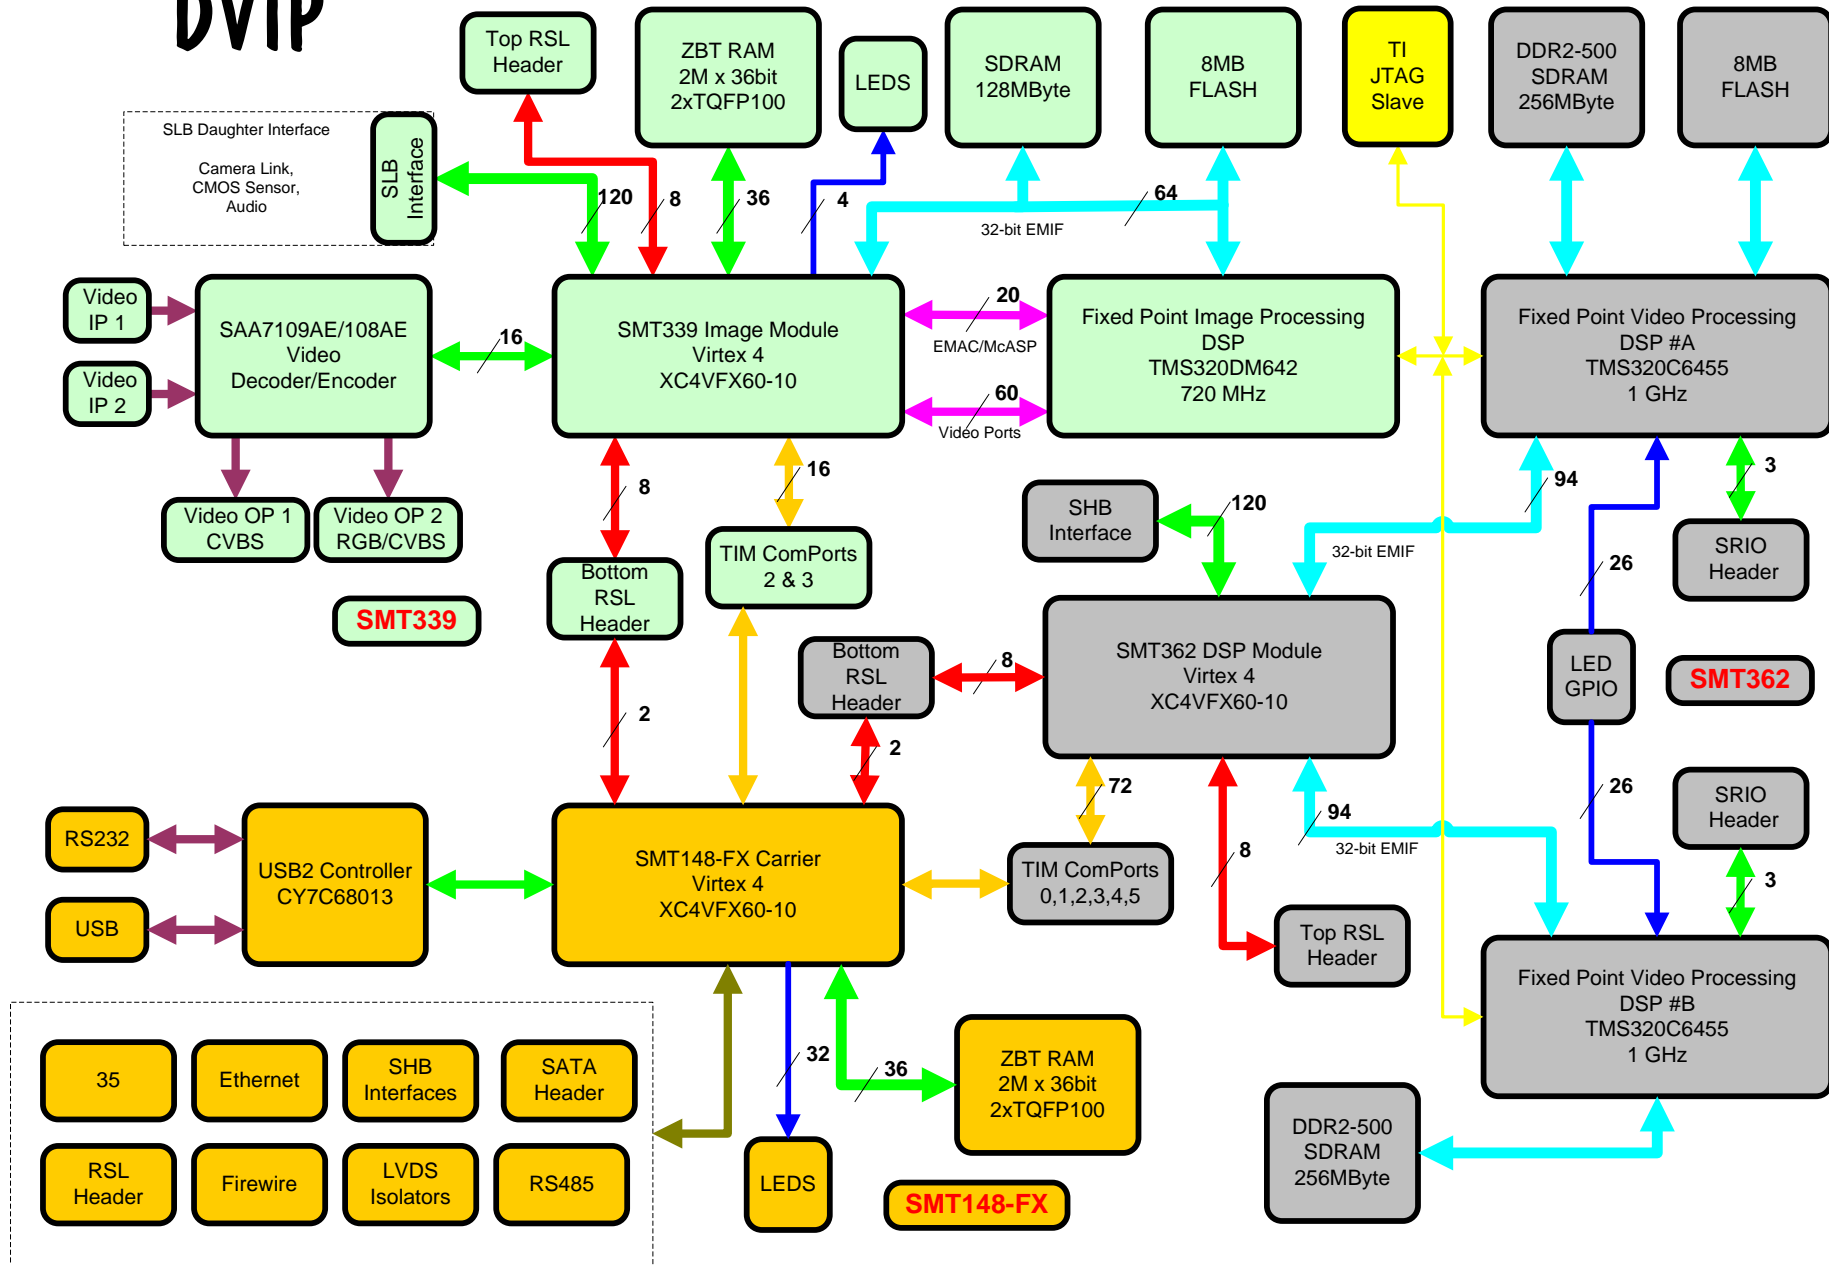 DVIP
Top RSL
Header
ZBT RAM
2M x 36bit
2xTQFP100
LEDS
SDRAM
128MByte
8MB
FLASH
TI
JTAG
Slave
DDR2-500
SDRAM
256MByte
8MB
FLASH
SLB Daughter Interface
Camera Link,
CMOS Sensor,
Audio
SLB
Interface
120
8
36
4
64
32-bit EMIF
Video
IP 1
Video
IP 2
SAA7109AE/108AE
Video
Decoder/Encoder
16
SMT339 Image Module
Virtex 4
XC4VFX60-10
20
EMAC/McASP
60
Video Ports
Fixed Point Image Processing
DSP
TMS320DM642
720 MHz
Fixed Point Video Processing
DSP #A
TMS320C6455
1 GHz
Video OP 1
CVBS
Video OP 2
RGB/CVBS
8
16
94
3
SHB
Interface
120
32-bit EMIF
SRIO
Header
Bottom
RSL
Header
TIM ComPorts
2 & 3
26
SMT339
Bottom
RSL
Header
8
SMT362 DSP Module
Virtex 4
XC4VFX60-10
LED
GPIO
SMT362
2
2
72
94
32-bit EMIF
8
26
SRIO
Header
3
RS232
USB
USB2 Controller
CY7C68013
SMT148-FX Carrier
Virtex 4
XC4VFX60-10
TIM ComPorts
0,1,2,3,4,5
Top RSL
Header
Fixed Point Video Processing
DSP #B
TMS320C6455
1 GHz
35
Ethernet
SHB
Interfaces
SATA
Header
RSL
Header
Firewire
LVDS
Isolators
RS485
32
36
ZBT RAM
2M x 36bit
2xTQFP100
LEDS
SMT148-FX
DDR2-500
SDRAM
256MByte